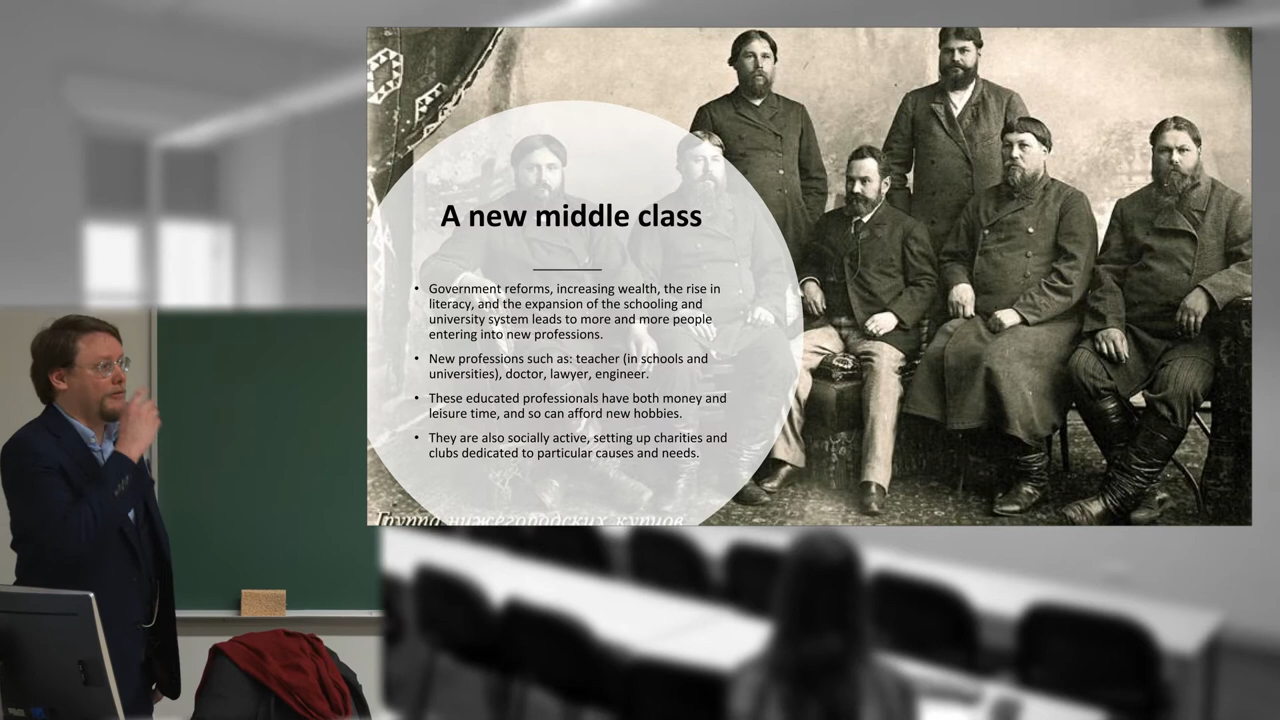 A new middle class
• Government reforms, increasing wealth, the rise in
literacy, and the expansion of the schooling and
university system leads to more and more people
entering into new professions.
• New professions such as: teacher (in schools and
universities), doctor, lawyer, engineer.
• These educated professionals have both money and
leisure time, and so can afford new hobbies.
• They are also socially active, setting up charities and
clubs dedicated to particular causes and needs.
Группа нижегородских купцов